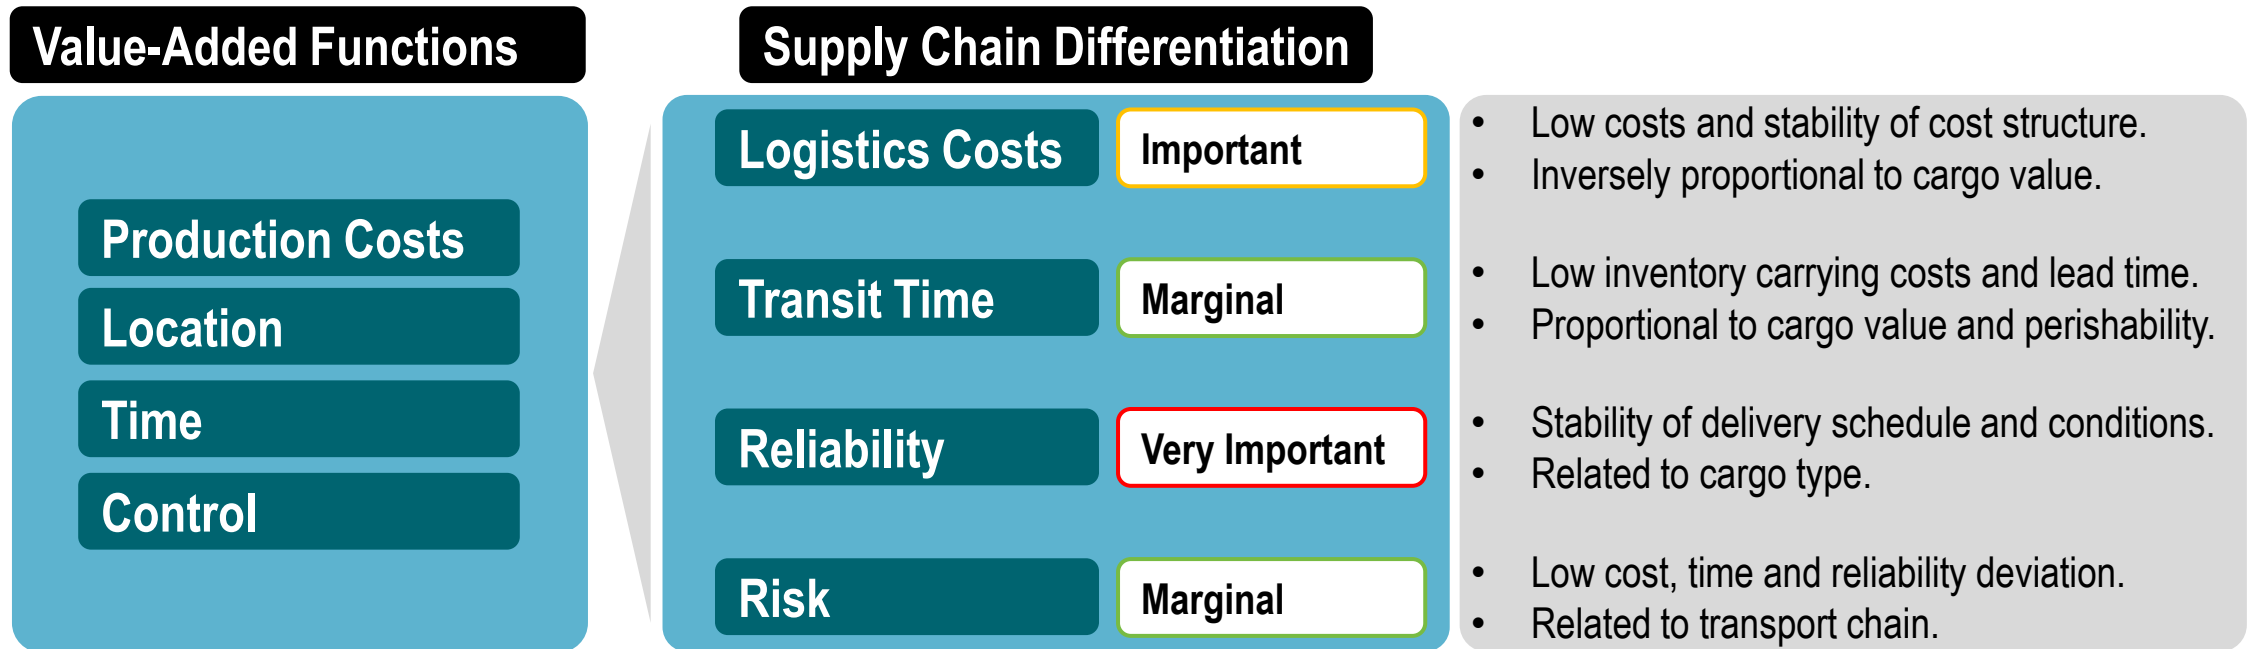 Value-Added Functions
Production Costs
Location
Time
Control
Supply Chain Differentiation
Logistics Costs
Important
• Low costs and stability of cost structure.
• Inversely proportional to cargo value.
Transit Time
Marginal
• Low inventory carrying costs and lead time.
• Proportional to cargo value and perishability.
Reliability
Very Important
• Stability of delivery schedule and conditions.
• Related to cargo type.
Risk
Marginal
• Low cost, time and reliability deviation.
• Related to transport chain.